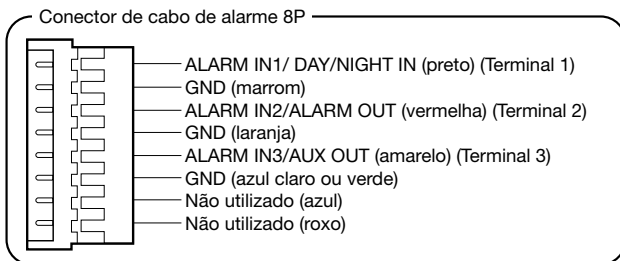 Conector de cabo de alarme 8P
ALARM IN1/ DAY/NIGHT IN (preto) (Terminal 1)
GND (marrom)
ALARM IN2/ALARM OUT (vermelha) (Terminal 2)
GND (laranja)
ALARM IN3/AUX OUT (amarelo) (Terminal 3)
GND (azul claro ou verde)
Não utilizado (azul)
Não utilizado (roxo)